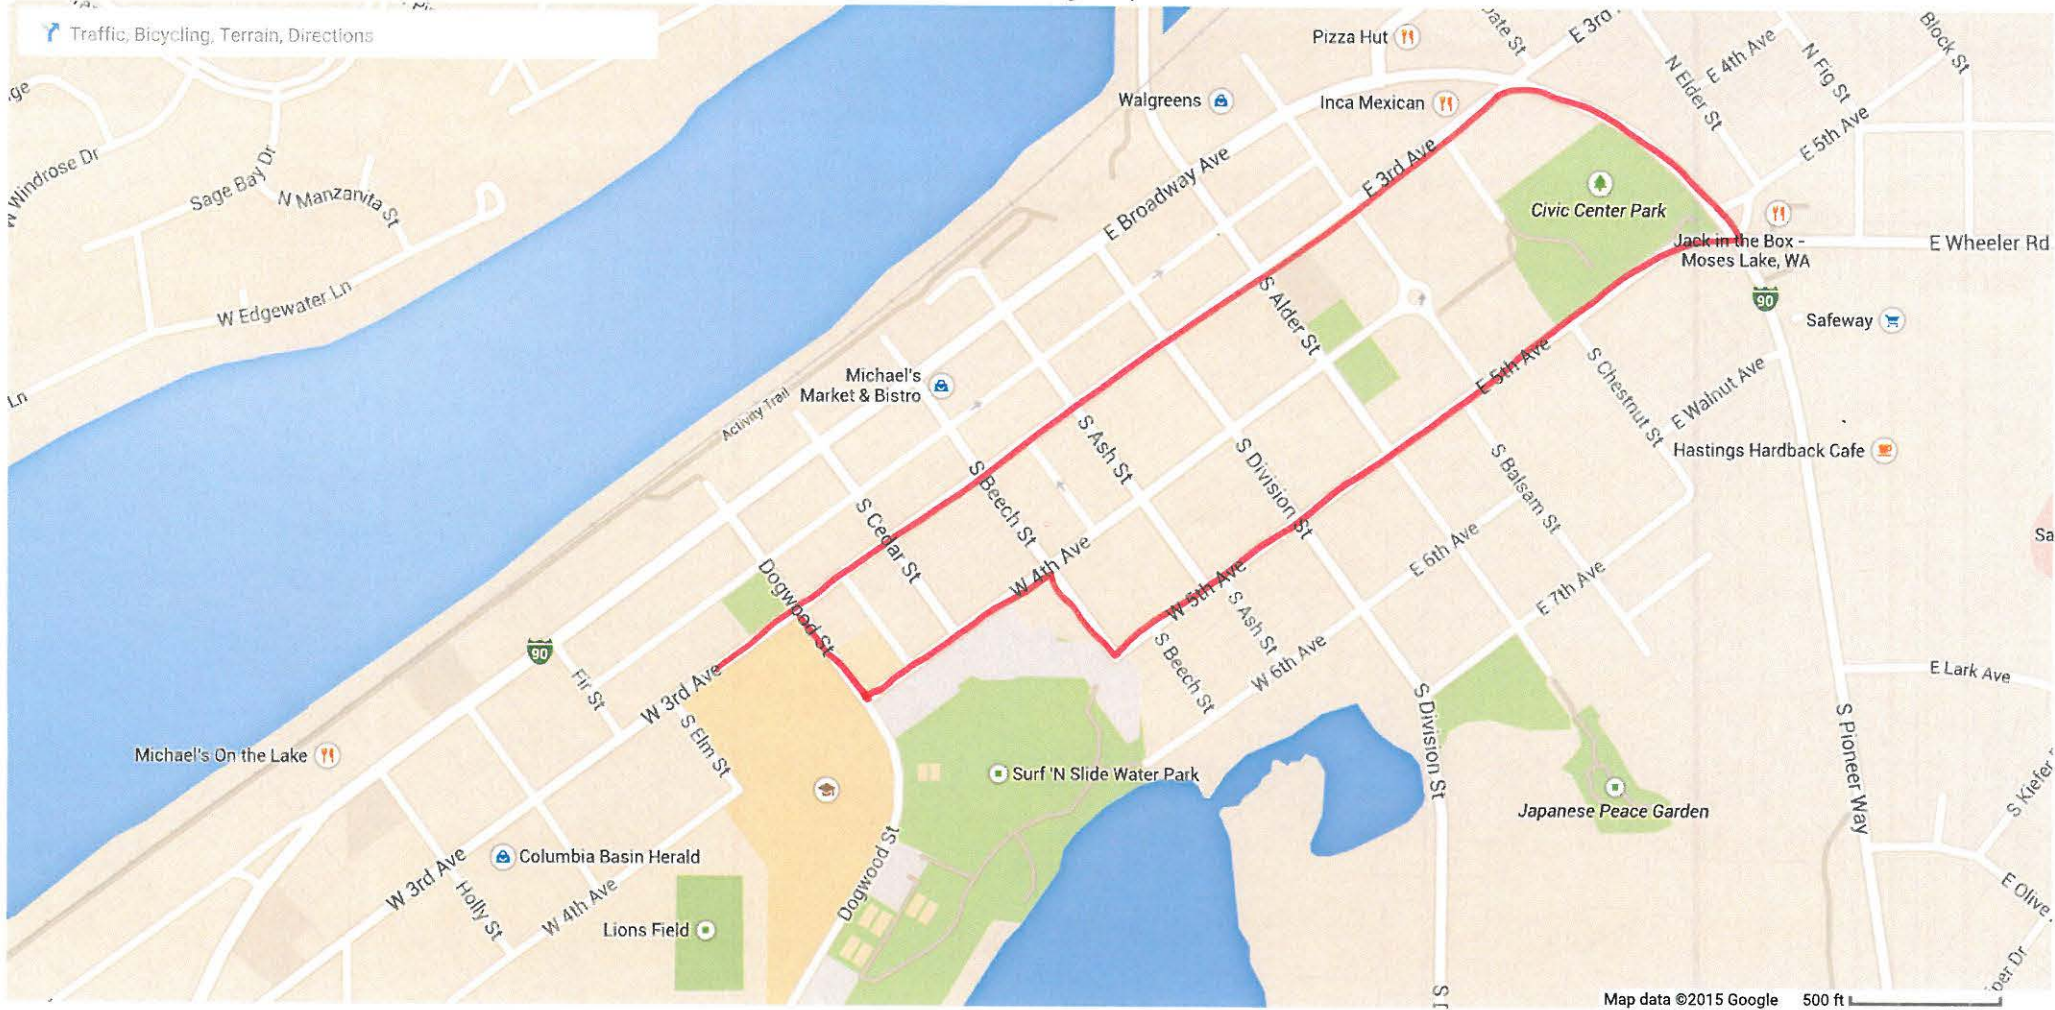 Traffic, Bicycling, Terrain, Directions
Pizza Hut
E 3rd
E 4th Ave
N Fig St
Block St
N Elder St
Walgreens
Inca Mexican
E 5th Ave
W Windrose Dr
Sage Bay Dr
N Manzanita St
E Broadway Ave
E 3rd Ave
Civic Center Park
Jack in the Box -
Moses Lake, WA
E Wheeler Rd
W Edgewater Ln
Ln
S Alder St
90
Safeway
Michael's
Market & Bistro
Activity Trail
E 5th Ave
S Chestnut St
E Walnut Ave
S Ash St
S Division St
S Balsam St
Hastings Hardback Cafe
S Beech St
S Cedar St
W 4th Ave
E 6th Ave
Sa
Dogwood St
W 5th Ave
S Ash St
E 7th Ave
90
Fir St
W 3rd Ave
S Beech St
W 6th Ave
E Lark Ave
S Elm St
S Division St
S Pioneer Way
Michael's On the Lake
Surf 'N Slide Water Park
Japanese Peace Garden
S Kiefer
Columbia Basin Herald
W 3rd Ave
Holly St
W 4th Ave
Dogwood St
E Olive
Lions Field
Map data ©2015 Google 500 ft